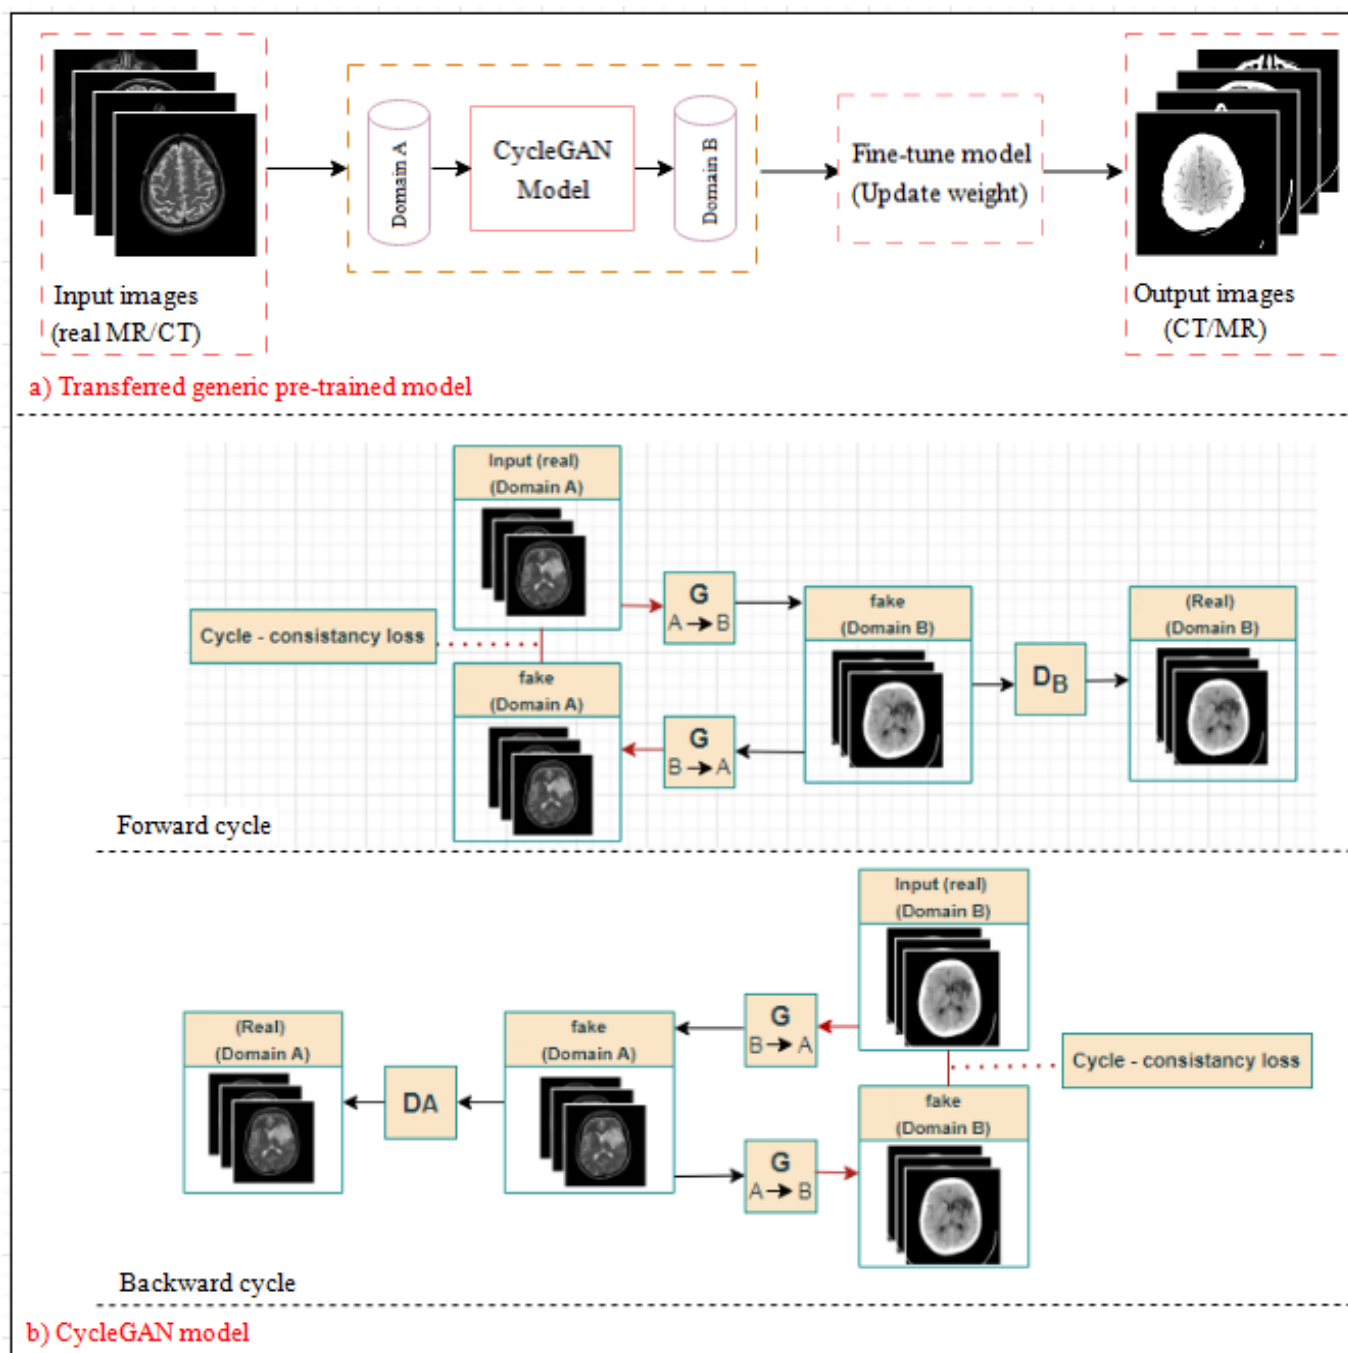 Input images
(real MR/CT)
Domain A
CycleGAN
Model
Domain B
Fine-tune model
(Update weight)
Output images
(CT/MR)
a) Transferred generic pre-trained model
Input (real)
(Domain A)
G
A → B
fake
(Domain B)
(Real)
(Domain B)
Cycle - consistancy loss
DB
fake
(Domain A)
G
B → A
Forward cycle
Input (real)
(Domain B)
G
B → A
(Real)
(Domain A)
fake
(Domain A)
Cycle - consistancy loss
DA
fake
(Domain B)
G
A → B
Backward cycle
b) CycleGAN model